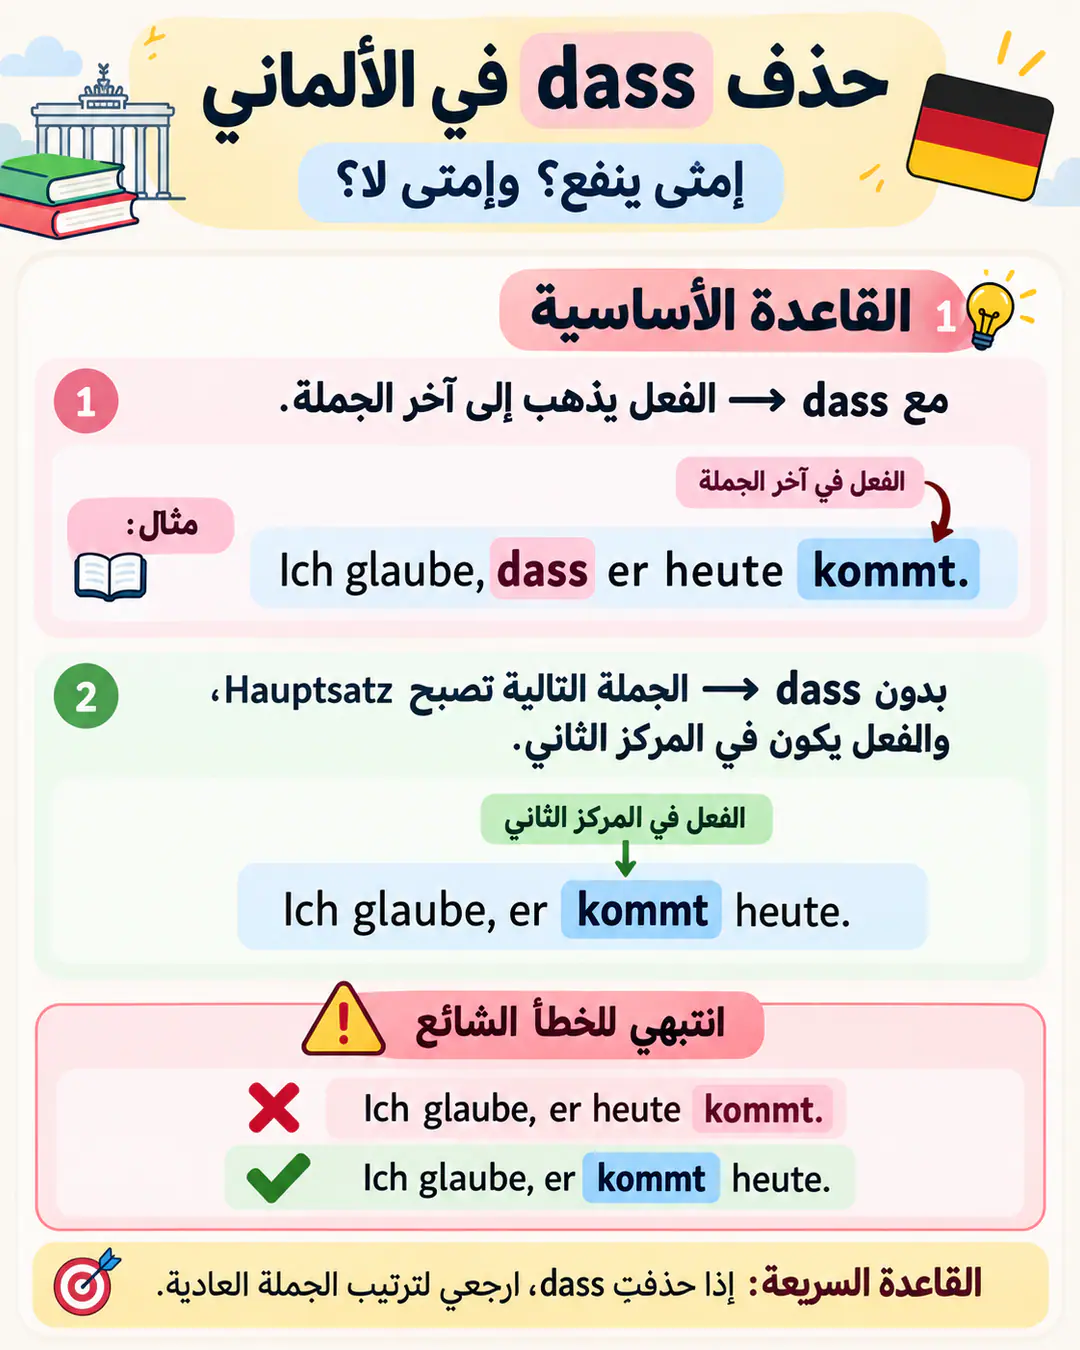 حذف dass في الألماني
إمتى ينفع؟ وإمتى لا؟
1 القاعدة الأساسية
1
مع dass ⟶ الفعل يذهب إلى آخر الجملة.
الفعل في آخر الجملة
مثال:
Ich glaube, dass er heute kommt.
2
بدون dass ⟶ الجملة التالية تصبح Hauptsatz،
والفعل يكون في المركز الثاني.
الفعل في المركز الثاني
Ich glaube, er kommt heute.
انتبهي للخطأ الشائع
Ich glaube, er heute kommt.
Ich glaube, er kommt heute.
القاعدة السريعة: إذا حذفتِ dass، ارجعي لترتيب الجملة العادية.